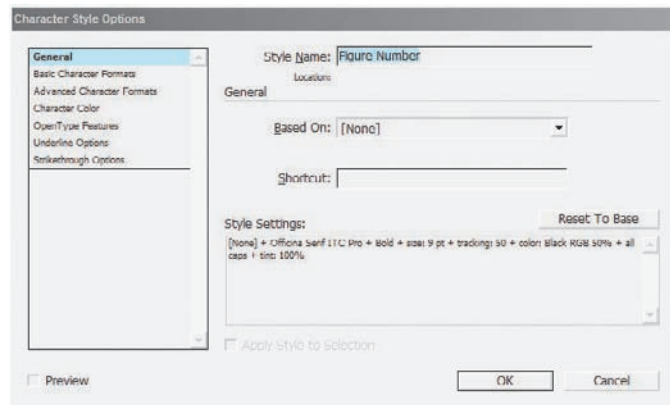 Character Style Options
General
Basic Character Formats
Advanced Character Formats
Character Color
OpenType Features
Underline Options
Strikethrough Options
Style Name: Figure Number
Location:
General
Based On: [None]
Shortcut:
Style Settings:
Reset To Base
[None] + Officina Serif ITC Pro + Bold + size: 9 pt + tracking: 50 + color: Black RGB 50% + all
caps + tint: 100%
Apply Style to Selection
Preview
OK
Cancel